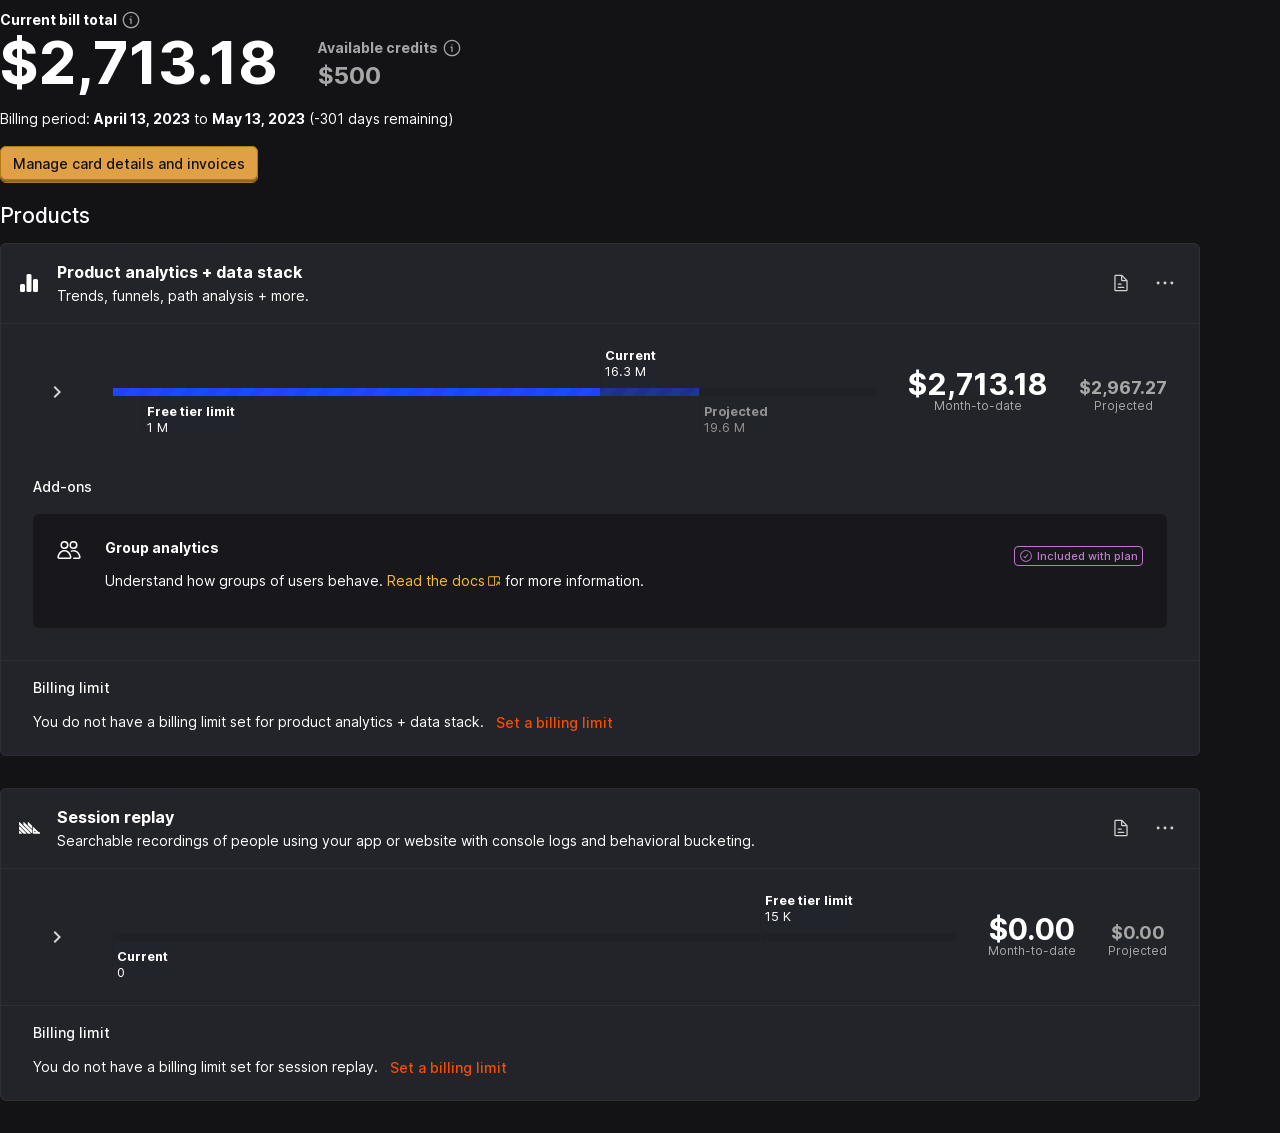 Current bill total
$2,713.18
Available credits
$500
Billing period: April 13, 2023 to May 13, 2023 (-301 days remaining)
Manage card details and invoices
Products
Product analytics + data stack
Trends, funnels, path analysis + more.
Current
16.3 M
Free tier limit
1 M
Projected
19.6 M
$2,713.18
Month-to-date
$2,967.27
Projected
Add-ons
Group analytics
Included with plan
Understand how groups of users behave. Read the docs for more information.
Billing limit
You do not have a billing limit set for product analytics + data stack. Set a billing limit
Session replay
Searchable recordings of people using your app or website with console logs and behavioral bucketing.
Free tier limit
15 K
Current
0
$0.00
Month-to-date
$0.00
Projected
Billing limit
You do not have a billing limit set for session replay. Set a billing limit